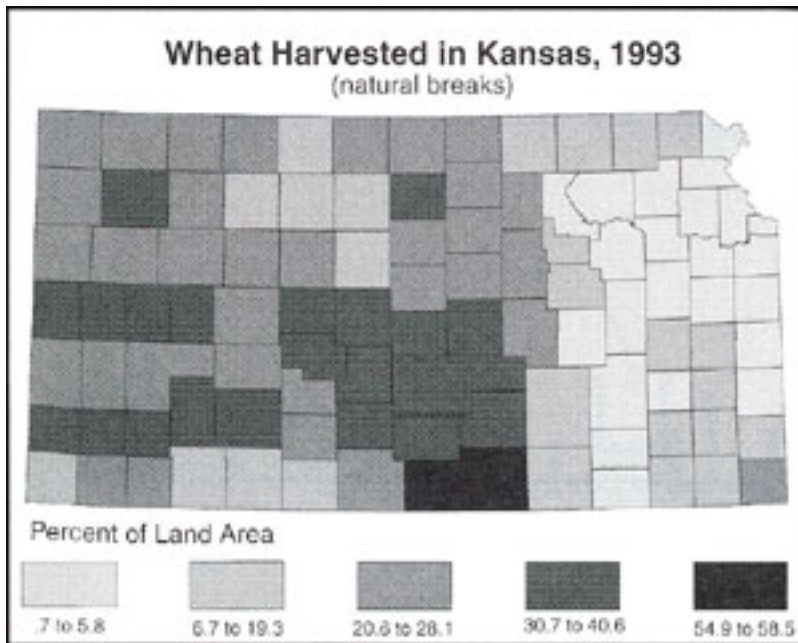 Wheat Harvested in Kansas, 1993
(natural breaks)
Percent of Land Area
.7 to 5.8
6.7 to 19.3
20.6 to 28.1
30.7 to 40.6
54.9 to 58.5